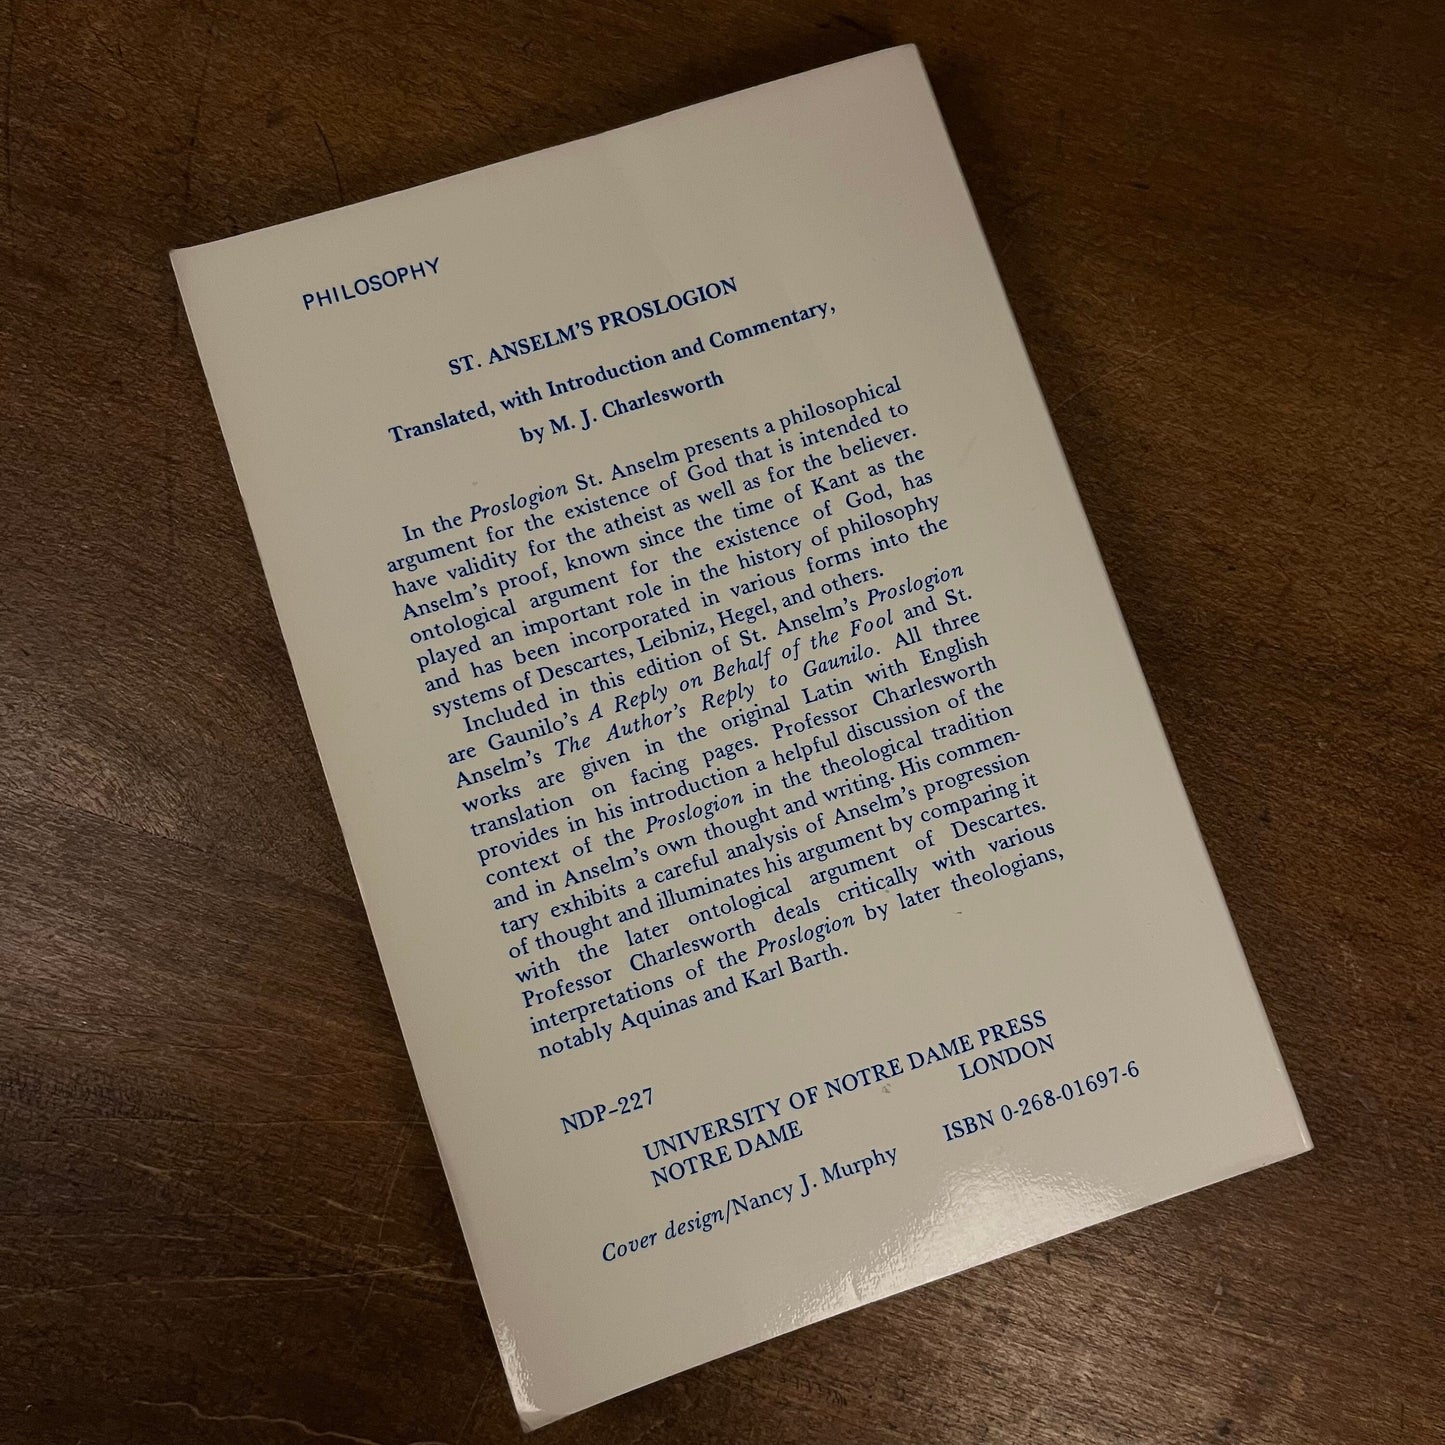 PHILOSOPHY
ST. ANSELM'S PROSLOGION
Translated, with Introduction and Commentary,
by M. J. Charlesworth
In the Proslogion St. Anselm presents a philosophical
argument for the existence of God that is intended to
have validity for the atheist as well as for the believer.
Anselm's proof, known since the time of Kant as the
ontological argument for the existence of God, has
played an important role in the history of philosophy
and has been incorporated in various forms into the
systems of Descartes, Leibniz, Hegel, and others.
Included in this edition of St. Anselm's Proslogion
are Gaunilo's A Reply on Behalf of the Fool and St.
Anselm's The Author's Reply to Gaunilo. All three
works are given in the original Latin with English
translation on facing pages. Professor Charlesworth
provides in his introduction a helpful discussion of the
context of the Proslogion in the theological tradition
and in Anselm's own thought and writing. His commen-
tary exhibits a careful analysis of Anselm's progression
of thought and illuminates his argument by comparing it
with the later ontological argument of Descartes.
Professor Charlesworth deals critically with various
interpretations of the Proslogion by later theologians,
notably Aquinas and Karl Barth.
NDP-227
UNIVERSITY OF NOTRE DAME PRESS
NOTRE DAME LONDON
Cover design/Nancy J. Murphy ISBN 0-268-01697-6